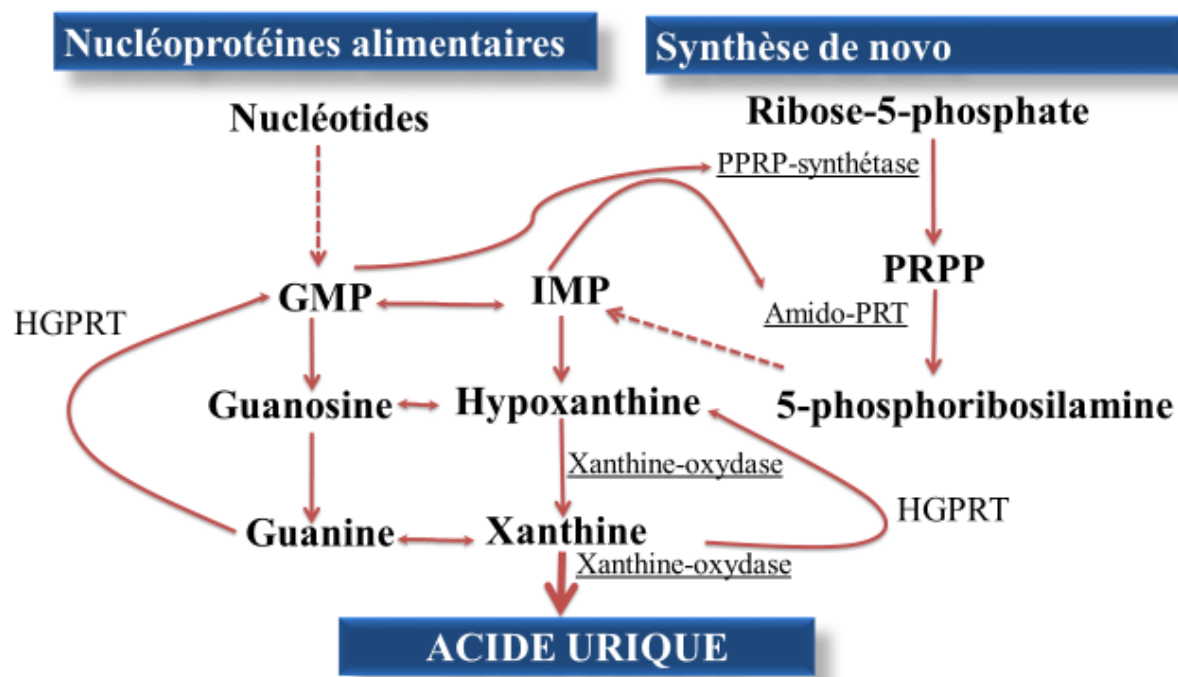 Nucléoprotéines alimentaires
Synthèse de novo
Nucléotides
Ribose-5-phosphate
PPRP-synthétase
GMP
IMP
PRPP
HGPRT
Amido-PRT
Guanosine
Hypoxanthine
5-phosphoribosilamine
Xanthine-oxydase
HGPRT
Guanine
Xanthine
Xanthine-oxydase
ACIDE URIQUE